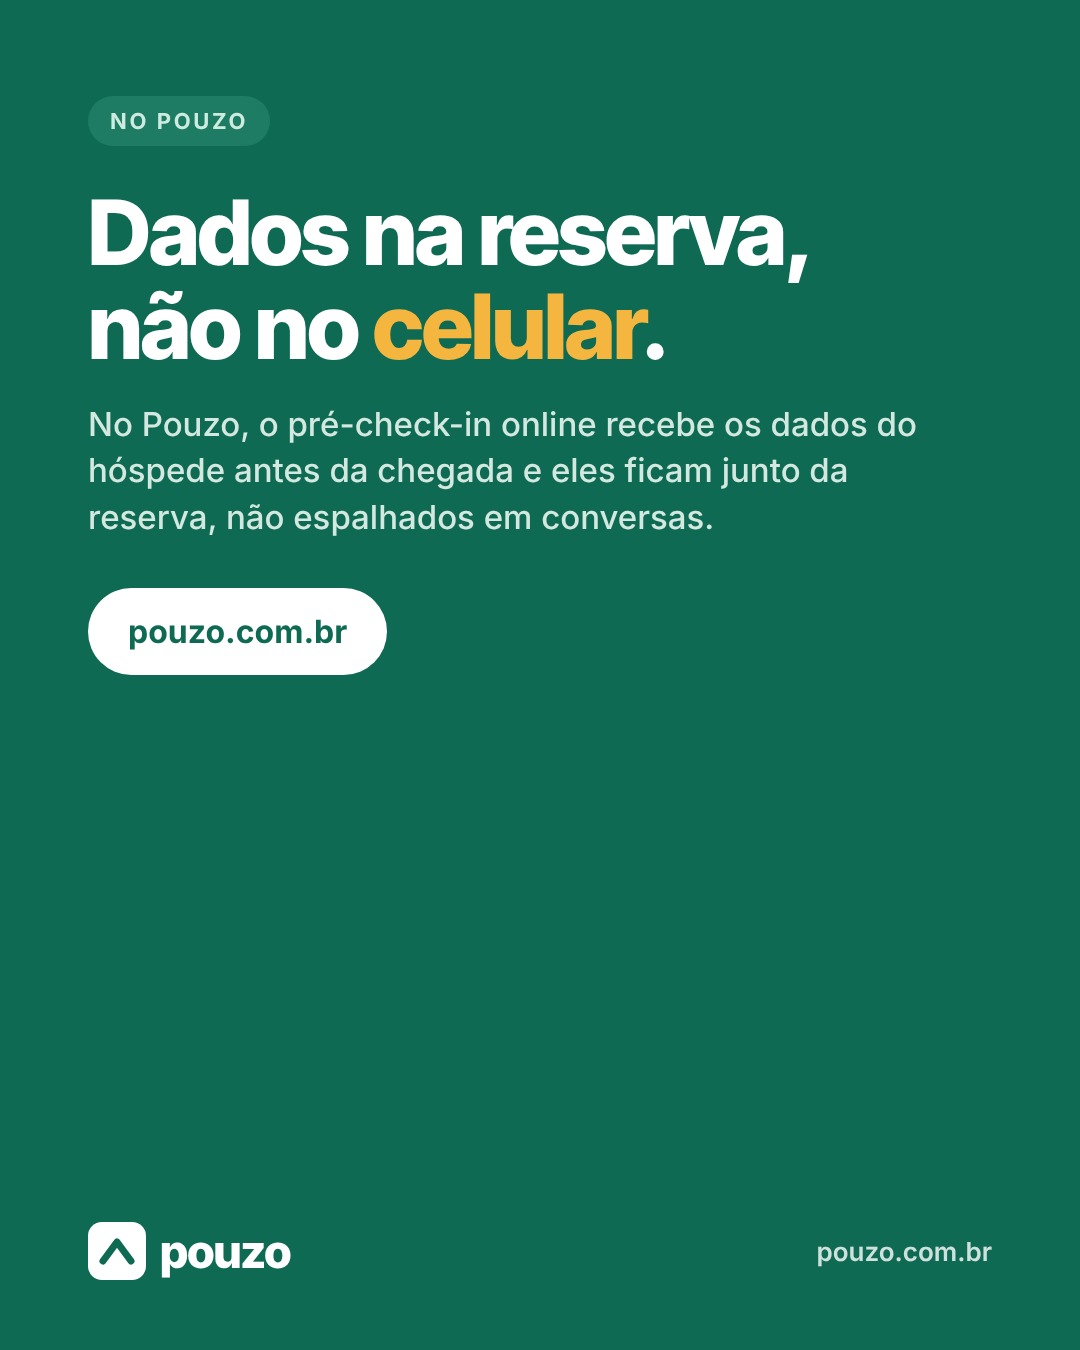 NO POUZO
Dados na reserva,
não no celular.
No Pouzo, o pré-check-in online recebe os dados do
hóspede antes da chegada e eles ficam junto da
reserva, não espalhados em conversas.
pouzo.com.br
pouzo
pouzo.com.br